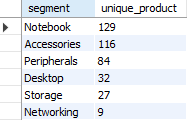 segment unique_product
Notebook 129
Accessories 116
Peripherals 84
Desktop 32
Storage 27
Networking 9